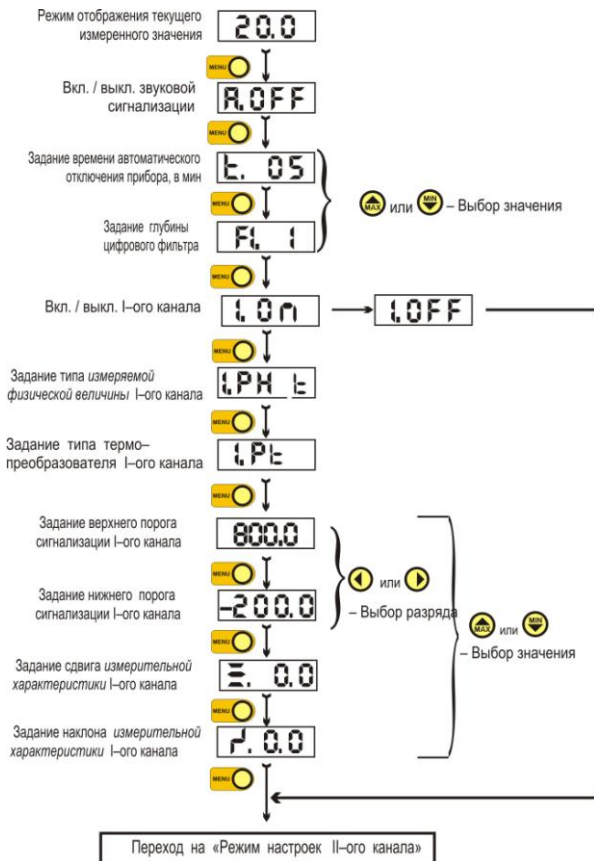 Режим отображения текущего
измеренного значения
20.0
MENU
Вкл. / выкл. звуковой
сигнализации
A.OFF
MENU
Задание времени автоматического
отключения прибора, в мин
t. 05
MENU
Задание глубины
цифрового фильтра
Fi. 1
MAX или MIN – Выбор значения
MENU
Вкл. / выкл. I–ого канала
1.On
1.OFF
MENU
Задание типа измеряемой
физической величины I–ого канала
1.PH t
MENU
Задание типа термо–
преобразователя I–ого канала
1.Pt
MENU
Задание верхнего порога
сигнализации I–ого канала
800.0
MENU
Задание нижнего порога
сигнализации I–ого канала
-200.0
или
– Выбор разряда
MAX или MIN
– Выбор значения
MENU
Задание сдвига измерительной
характеристики I–ого канала
0.0
MENU
Задание наклона измерительной
характеристики I–ого канала
0.0
MENU
Переход на «Режим настроек II–ого канала»